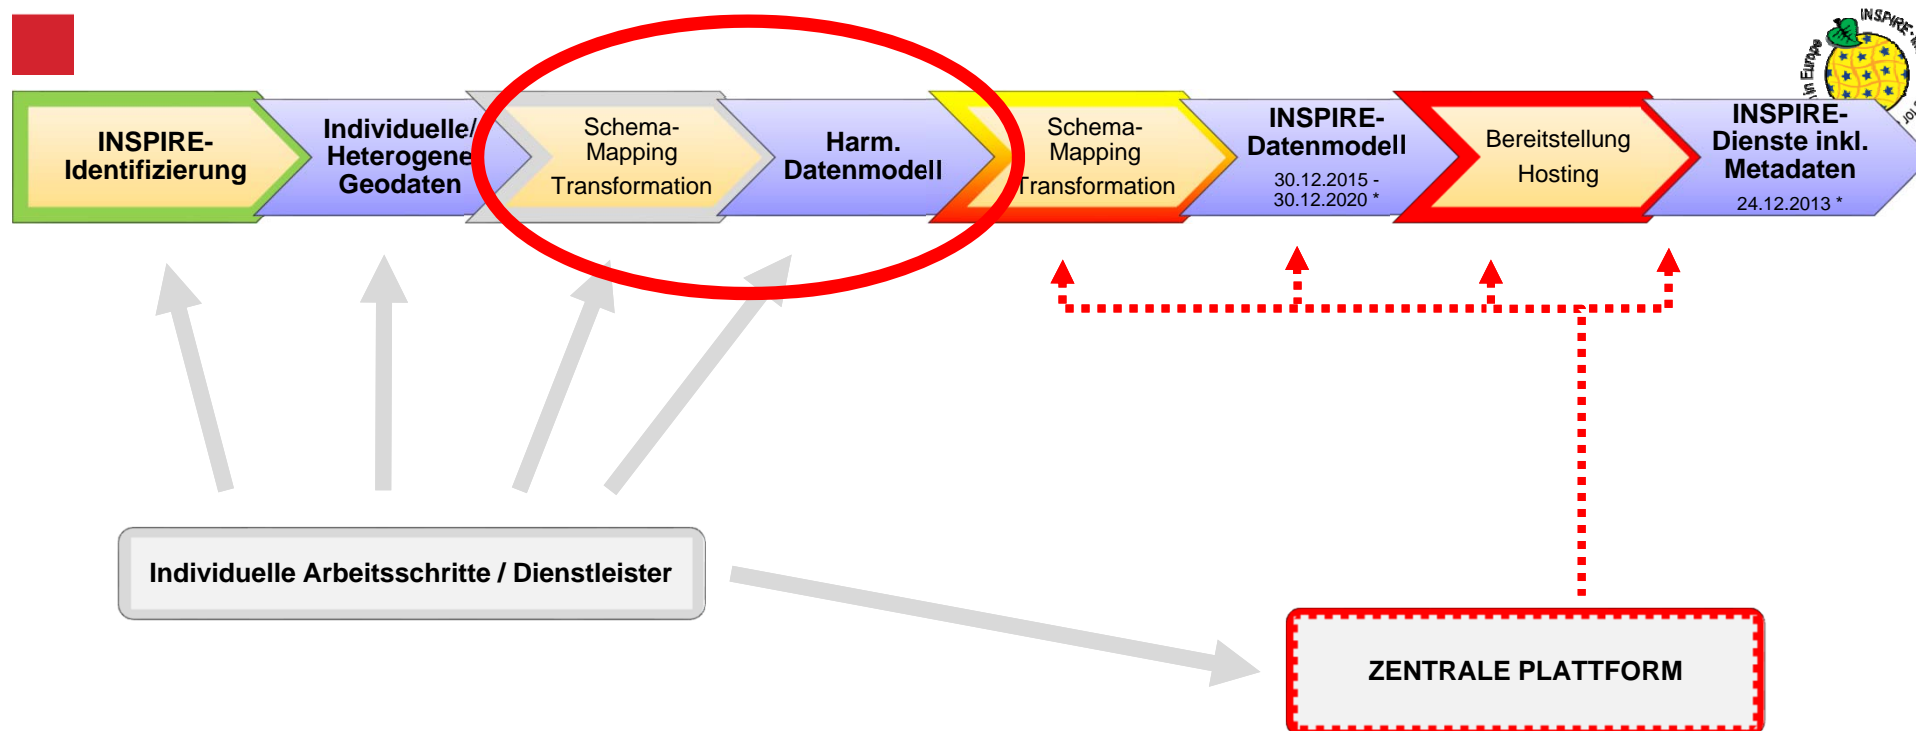 INSPIRE-
Identifizierung
Individuelle/
Heterogene
Geodaten
Schema-
Mapping
Transformation
Harm.
Datenmodell
Schema-
Mapping
Transformation
INSPIRE-
Datenmodell
30.12.2015 -
30.12.2020 *
Bereitstellung
Hosting
INSPIRE-
Dienste inkl.
Metadaten
24.12.2013 *
INSPIRE
in Europe
Individuelle Arbeitsschritte / Dienstleister
ZENTRALE PLATTFORM